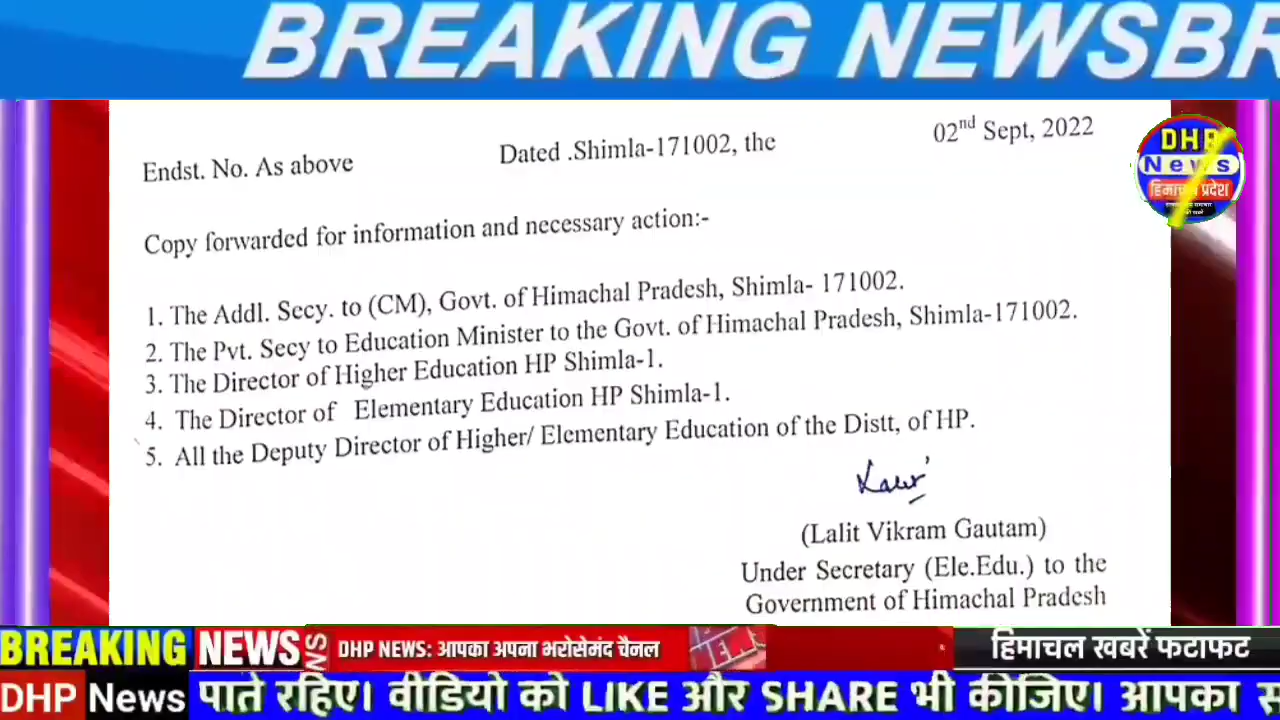 BREAKING NEWSBR
Endst. No. As above Dated .Shimla-171002, the 02nd Sept, 2022
DHP
News
हिमाचल प्रदेश
Copy forwarded for information and necessary action:-
1. The Addl. Secy. to (CM), Govt. of Himachal Pradesh, Shimla- 171002.
2. The Pvt. Secy to Education Minister to the Govt. of Himachal Pradesh, Shimla-171002.
3. The Director of Higher Education HP Shimla-1.
4. The Director of Elementary Education HP Shimla-1.
5. All the Deputy Director of Higher/ Elementary Education of the Distt, of HP.
(Lalit Vikram Gautam)
Under Secretary (Ele.Edu.) to the
Government of Himachal Pradesh
BREAKING NEWS DHP NEWS: आपका अपना भरोसेमंद चैनल हिमाचल खबरें फटाफट
DHP News पाते रहिए। वीडियो को LIKE और SHARE भी कीजिए। आपका स